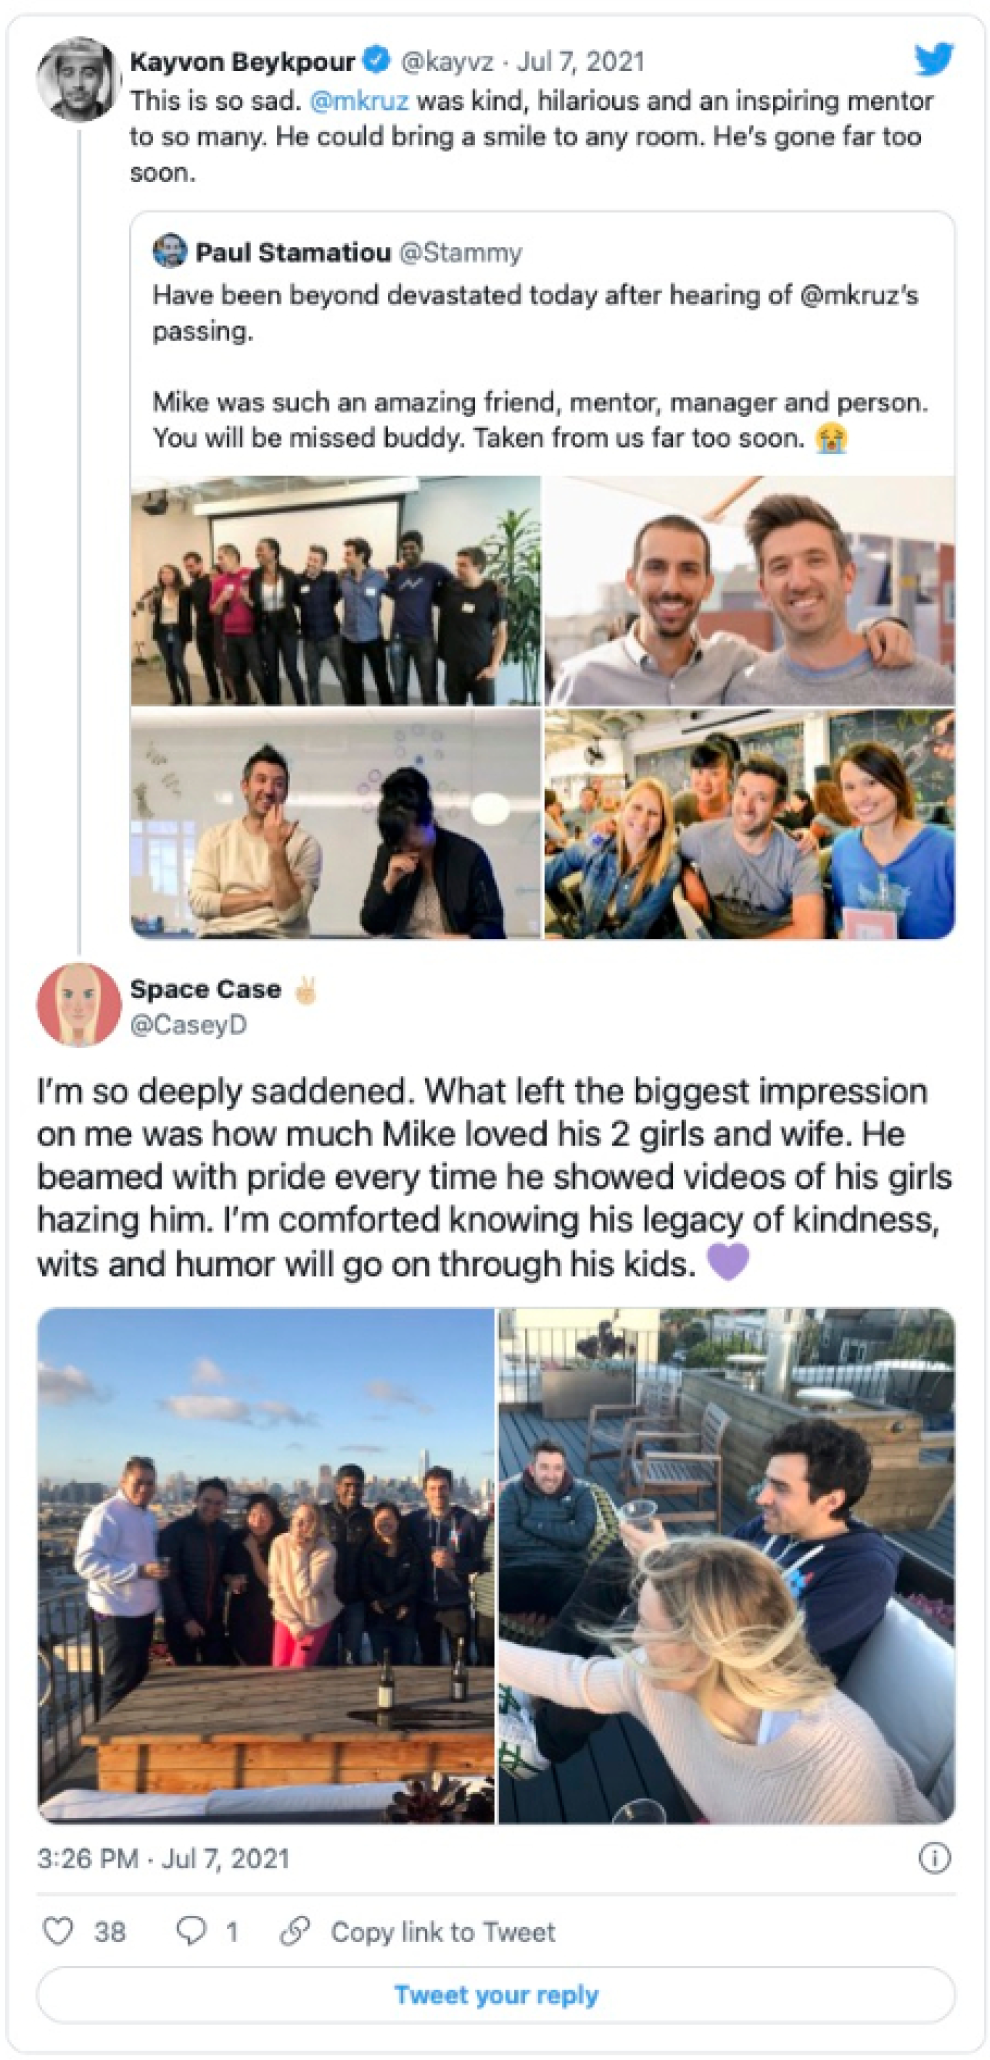 Kayvon Beykpour @kayvz · Jul 7, 2021
This is so sad. @mkruz was kind, hilarious and an inspiring mentor
to so many. He could bring a smile to any room. He's gone far too
soon.
Paul Stamatiou @Stammy
Have been beyond devastated today after hearing of @mkruz's
passing.
Mike was such an amazing friend, mentor, manager and person.
You will be missed buddy. Taken from us far too soon. 😭
Space Case ✌🏼
@CaseyD
I'm so deeply saddened. What left the biggest impression
on me was how much Mike loved his 2 girls and wife. He
beamed with pride every time he showed videos of his girls
hazing him. I'm comforted knowing his legacy of kindness,
wits and humor will go on through his kids. 💜
3:26 PM · Jul 7, 2021
38 1 Copy link to Tweet
Tweet your reply